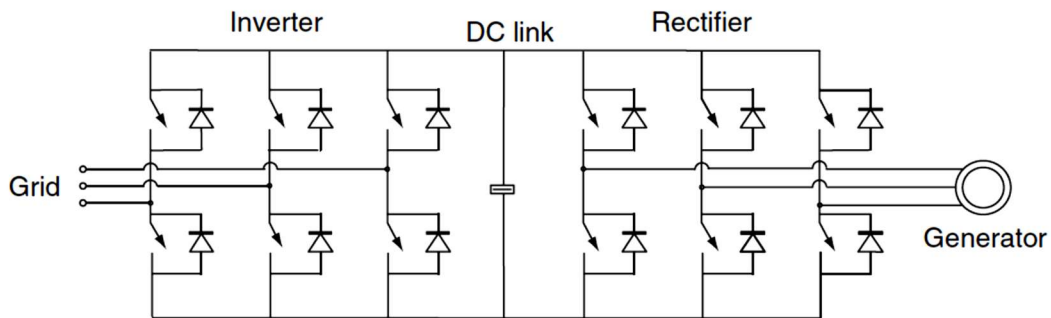 Inverter
DC link
Rectifier
Grid
Generator